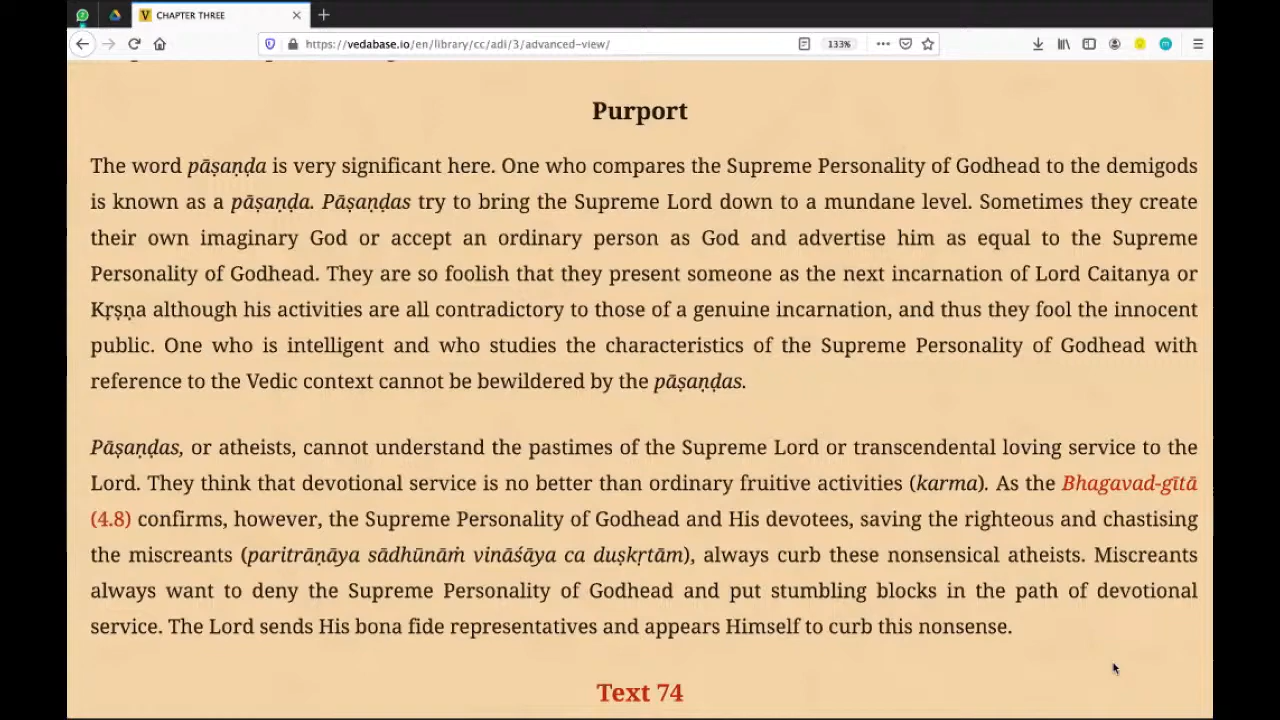 CHAPTER THREE
https://vedabase.io/en/library/cc/adi/3/advanced-view/
133%
Purport
The word pāṣaṇḍa is very significant here. One who compares the Supreme Personality of Godhead to the demigods
is known as a pāṣaṇḍa. Pāṣaṇḍas try to bring the Supreme Lord down to a mundane level. Sometimes they create
their own imaginary God or accept an ordinary person as God and advertise him as equal to the Supreme
Personality of Godhead. They are so foolish that they present someone as the next incarnation of Lord Caitanya or
Kṛṣṇa although his activities are all contradictory to those of a genuine incarnation, and thus they fool the innocent
public. One who is intelligent and who studies the characteristics of the Supreme Personality of Godhead with
reference to the Vedic context cannot be bewildered by the pāṣaṇḍas.
Pāṣaṇḍas, or atheists, cannot understand the pastimes of the Supreme Lord or transcendental loving service to the
Lord. They think that devotional service is no better than ordinary fruitive activities (karma). As the Bhagavad-gītā
(4.8) confirms, however, the Supreme Personality of Godhead and His devotees, saving the righteous and chastising
the miscreants (paritrāṇāya sādhūnāṁ vināśāya ca duṣkṛtām), always curb these nonsensical atheists. Miscreants
always want to deny the Supreme Personality of Godhead and put stumbling blocks in the path of devotional
service. The Lord sends His bona fide representatives and appears Himself to curb this nonsense.
Text 74